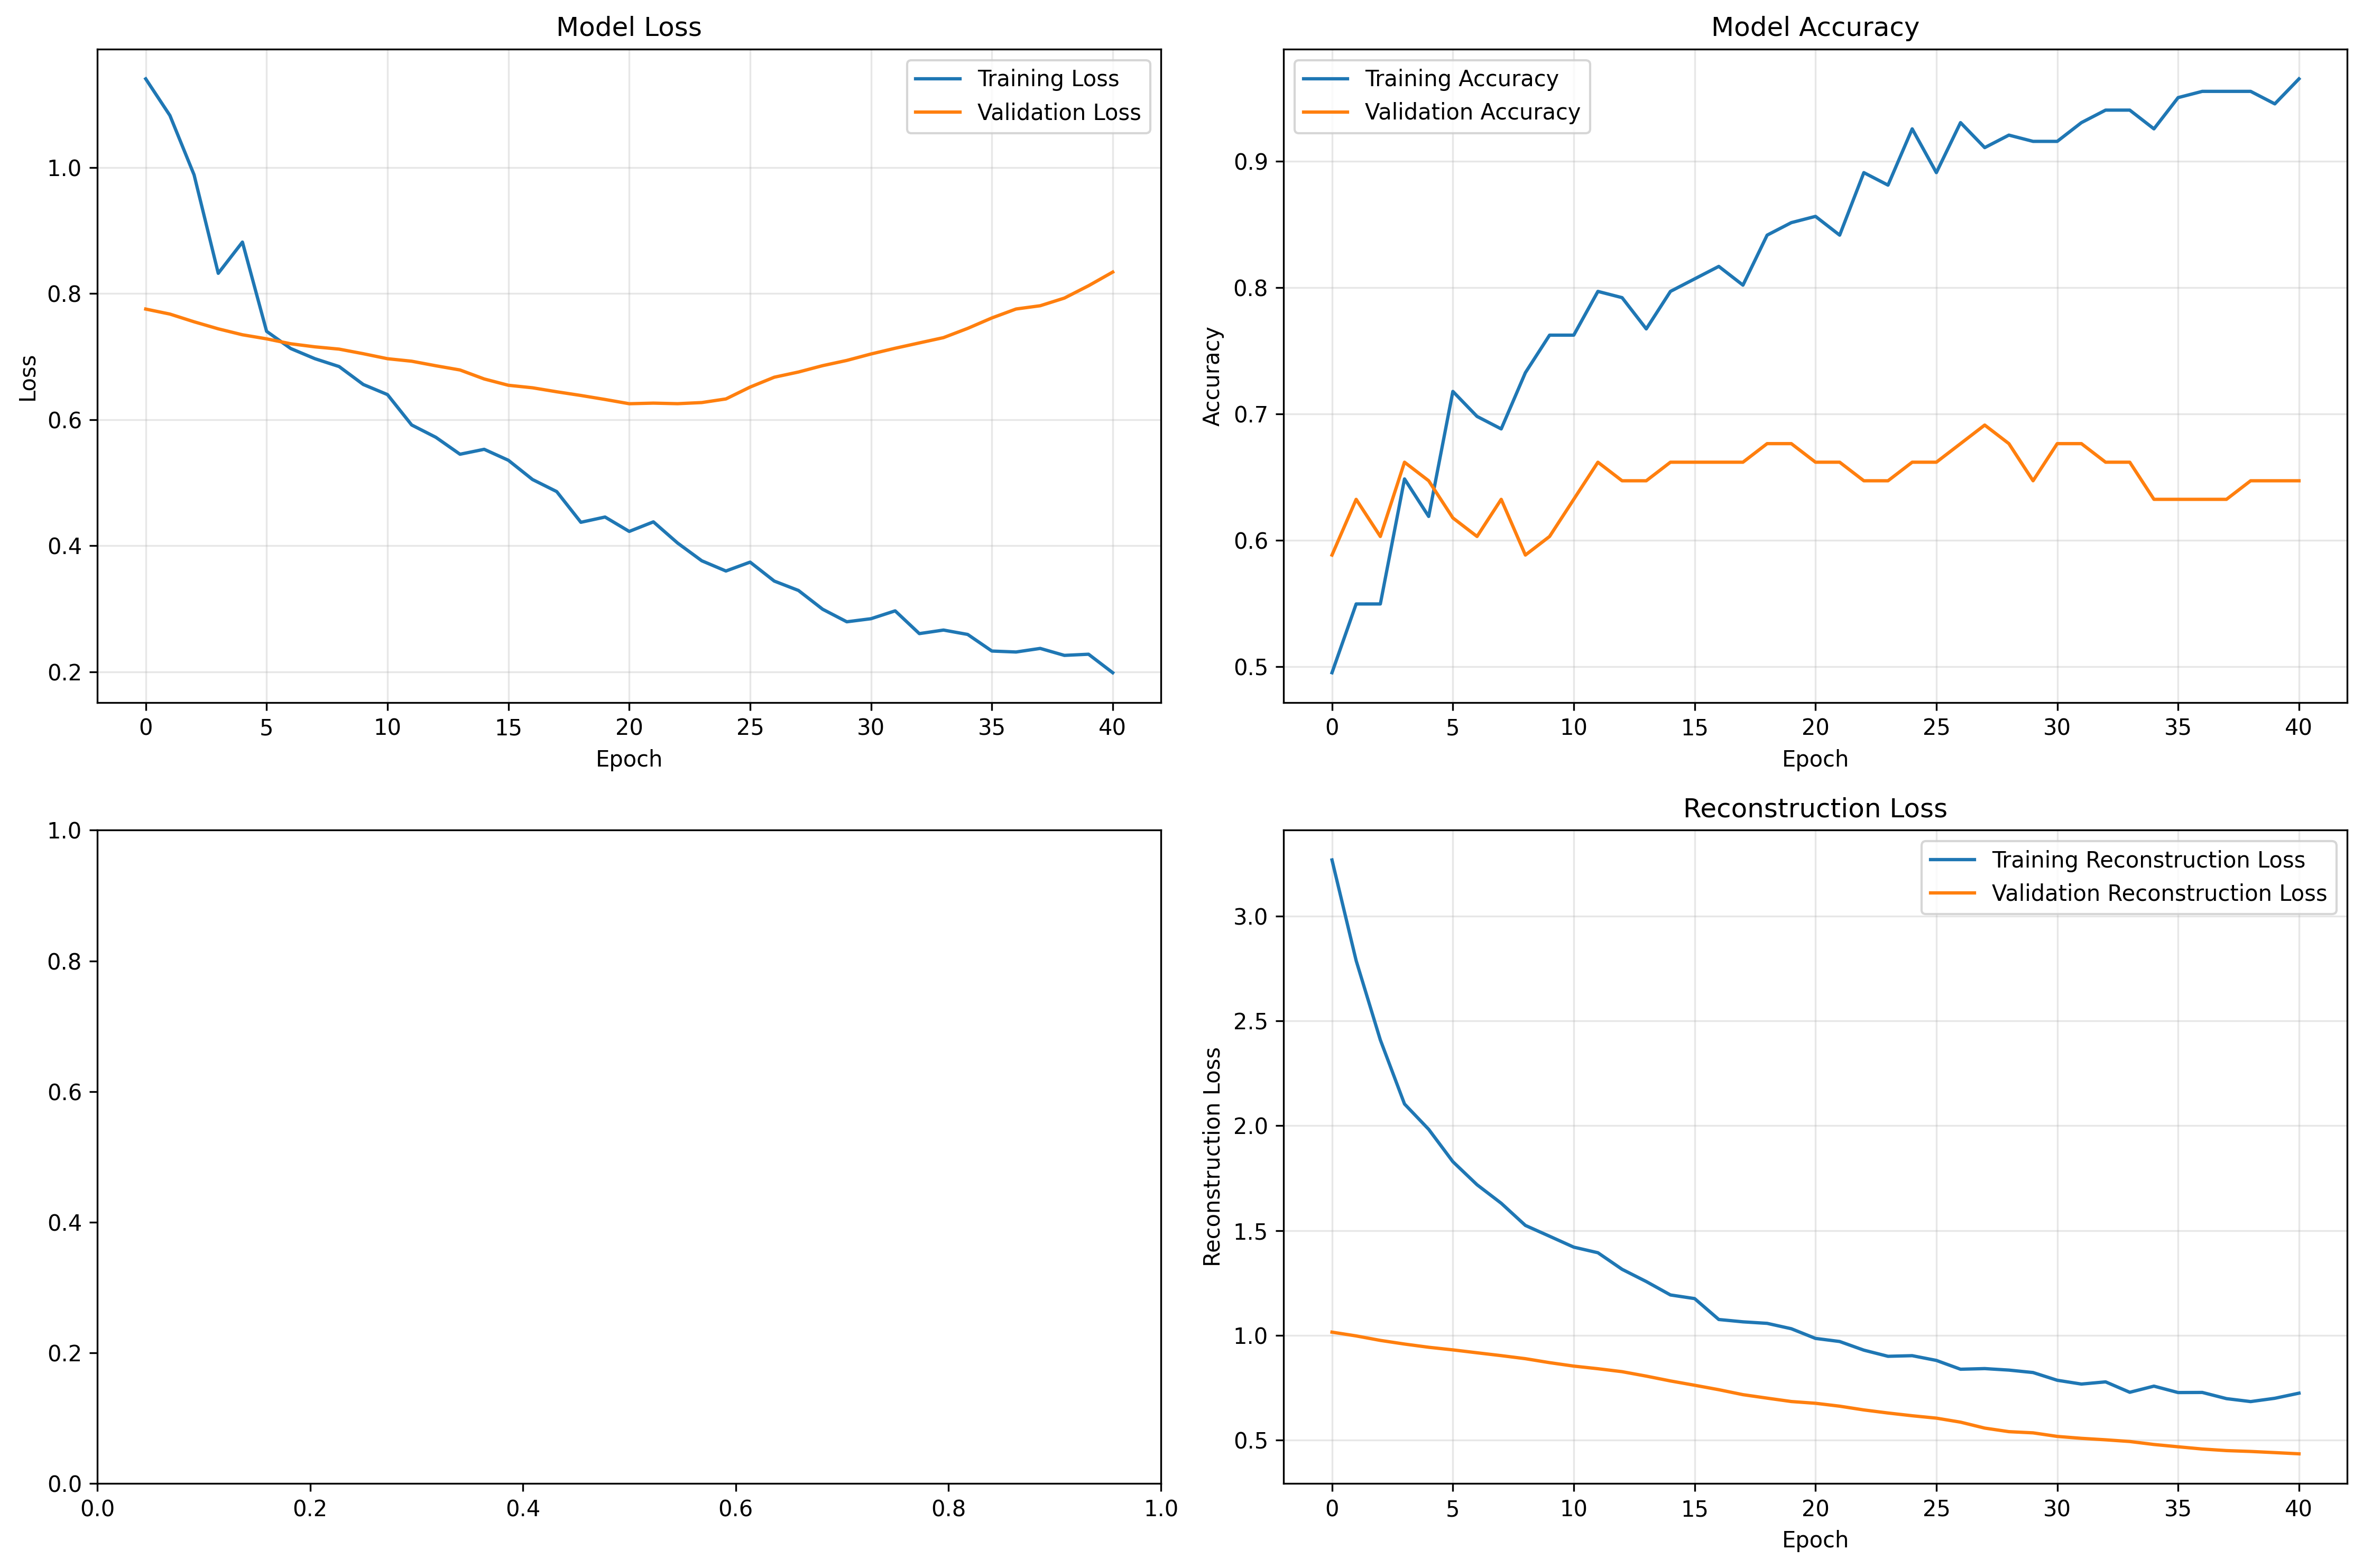 Model Loss
Training Loss
Validation Loss
1.0
0.8
0.6
0.4
0.2
Loss
0 5 10 15 20 25 30 35 40
Epoch
Model Accuracy
Training Accuracy
Validation Accuracy
0.9
0.8
0.7
0.6
0.5
Accuracy
0 5 10 15 20 25 30 35 40
Epoch
1.0
0.8
0.6
0.4
0.2
0.0
0.0 0.2 0.4 0.6 0.8 1.0
Reconstruction Loss
Training Reconstruction Loss
Validation Reconstruction Loss
3.0
2.5
2.0
1.5
1.0
0.5
Reconstruction Loss
0 5 10 15 20 25 30 35 40
Epoch